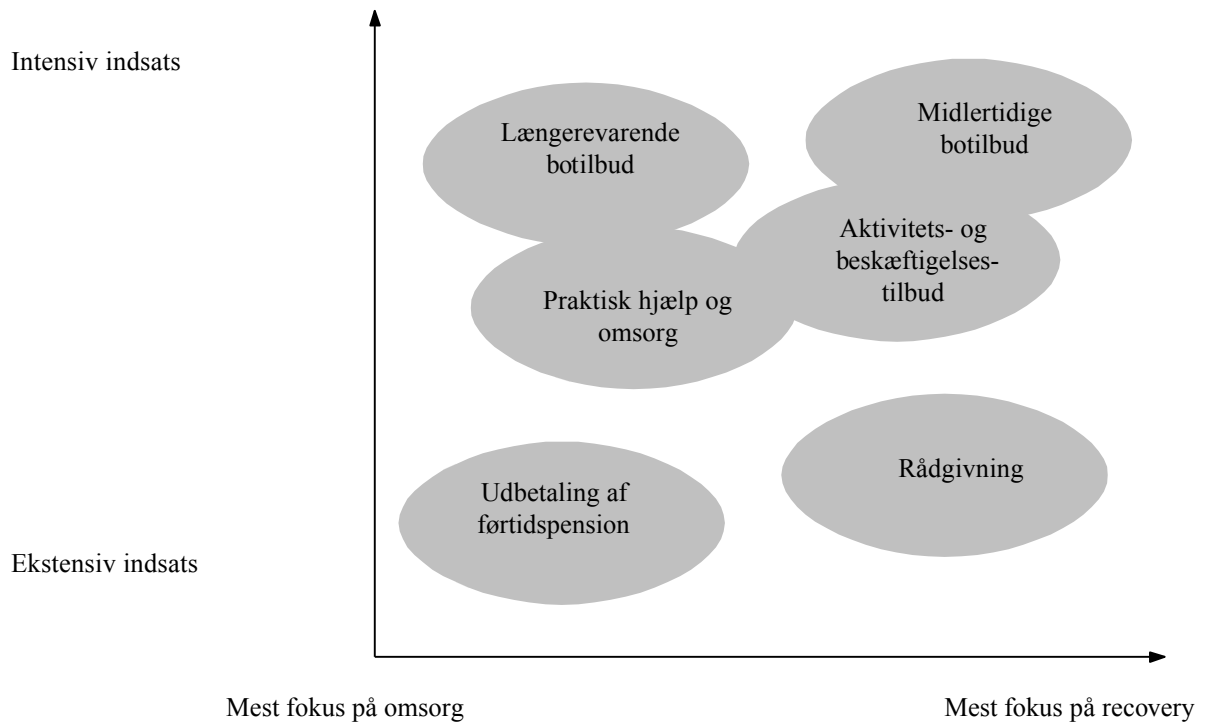 Intensiv indsats
Længerevarende
botilbud
Midlertidige
botilbud
Aktivitets- og
beskæftigelses-
tilbud
Praktisk hjælp og
omsorg
Rådgivning
Udbetaling af
førtidspension
Ekstensiv indsats
Mest fokus på omsorg
Mest fokus på recovery